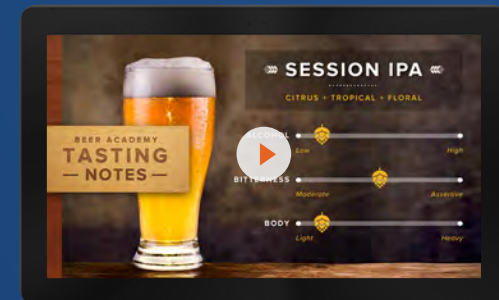 SESSION IPA
CITRUS + TROPICAL + FLORAL
BEER ACADEMY
TASTING
NOTES
ALCOHOL
Low High
BITTERNESS
Moderate Assertive
BODY
Light Heavy